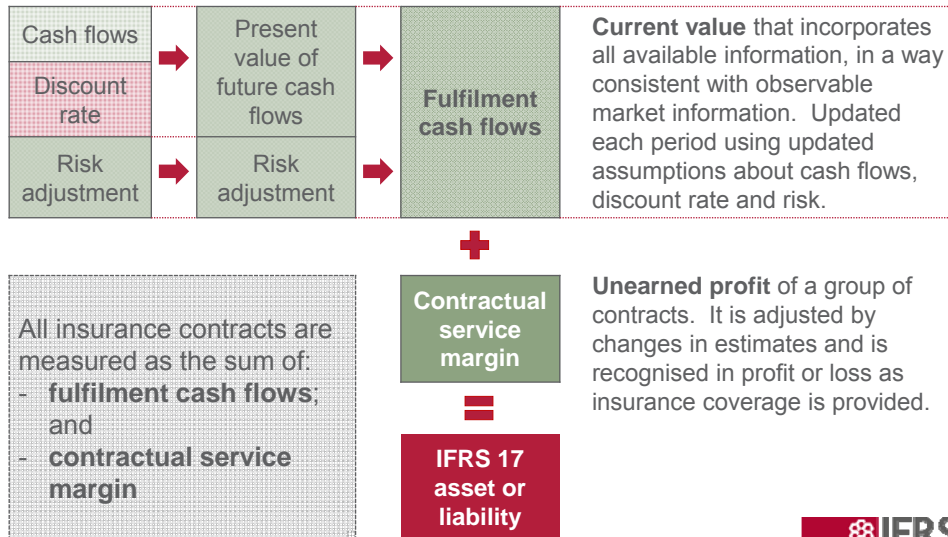 Cash flows
Discount
rate
Risk
adjustment
Present
value of
future cash
flows
Risk
adjustment
Fulfilment
cash flows
Current value that incorporates
all available information, in a way
consistent with observable
market information. Updated
each period using updated
assumptions about cash flows,
discount rate and risk.
+
All insurance contracts are
measured as the sum of:
- fulfilment cash flows;
and
- contractual service
margin
Contractual
service
margin
=
IFRS 17
asset or
liability
Unearned profit of a group of
contracts. It is adjusted by
changes in estimates and is
recognised in profit or loss as
insurance coverage is provided.
IFRS